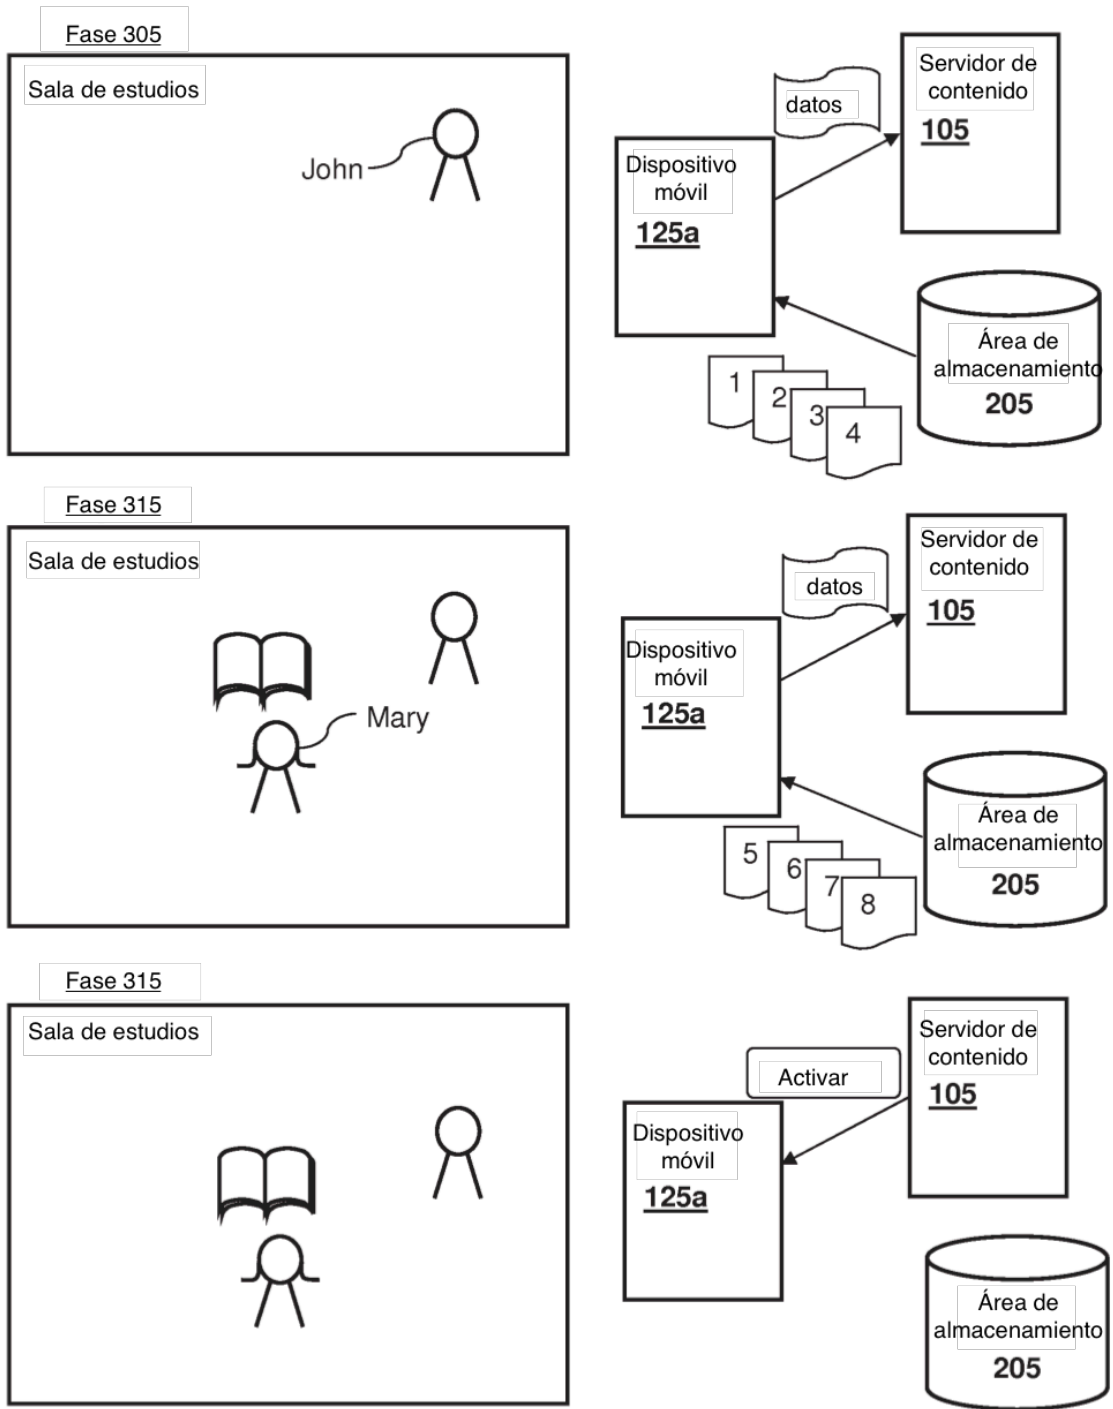 Fase 305
Sala de estudios
John
datos
Servidor de
contenido
105
Dispositivo
móvil
125a
Área de
almacenamiento
205
1
2
3
4
Fase 315
Sala de estudios
Mary
datos
Servidor de
contenido
105
Dispositivo
móvil
125a
Área de
almacenamiento
205
5
6
7
8
Fase 315
Sala de estudios
Servidor de
contenido
105
Activar
Dispositivo
móvil
125a
Área de
almacenamiento
205